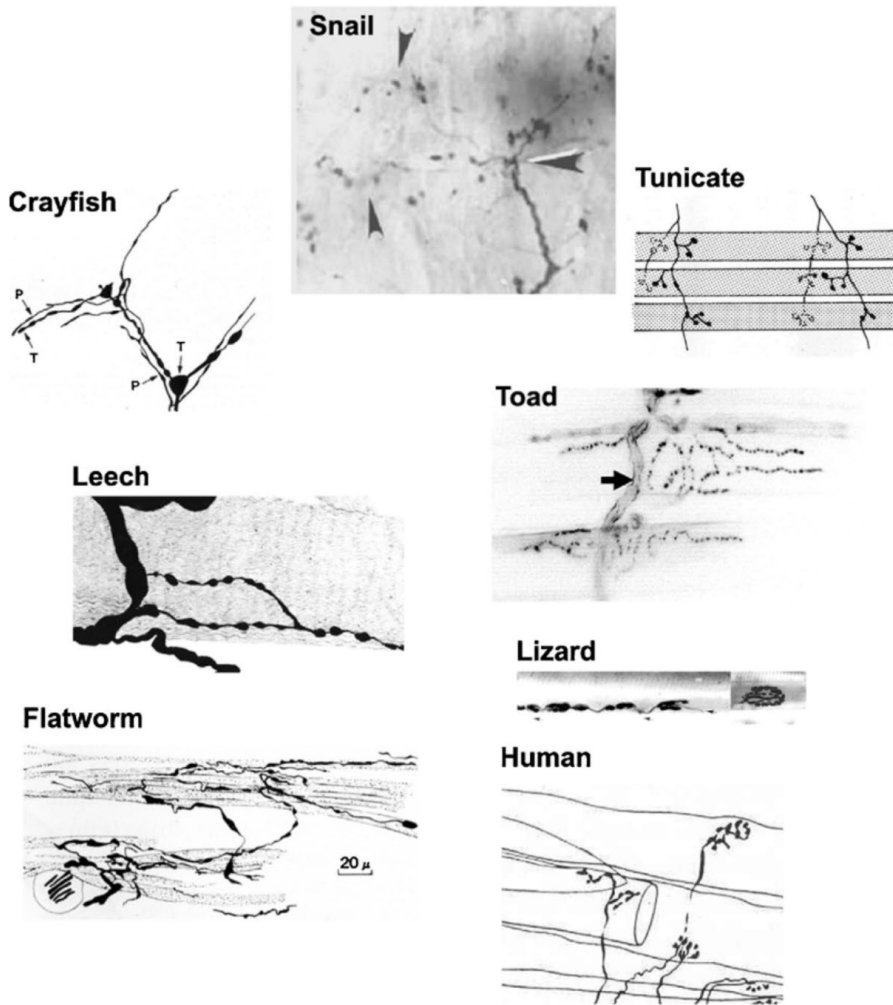 Snail
Crayfish
Tunicate
P
T
T
P
Toad
Leech
Lizard
Flatworm
Human
20 μ